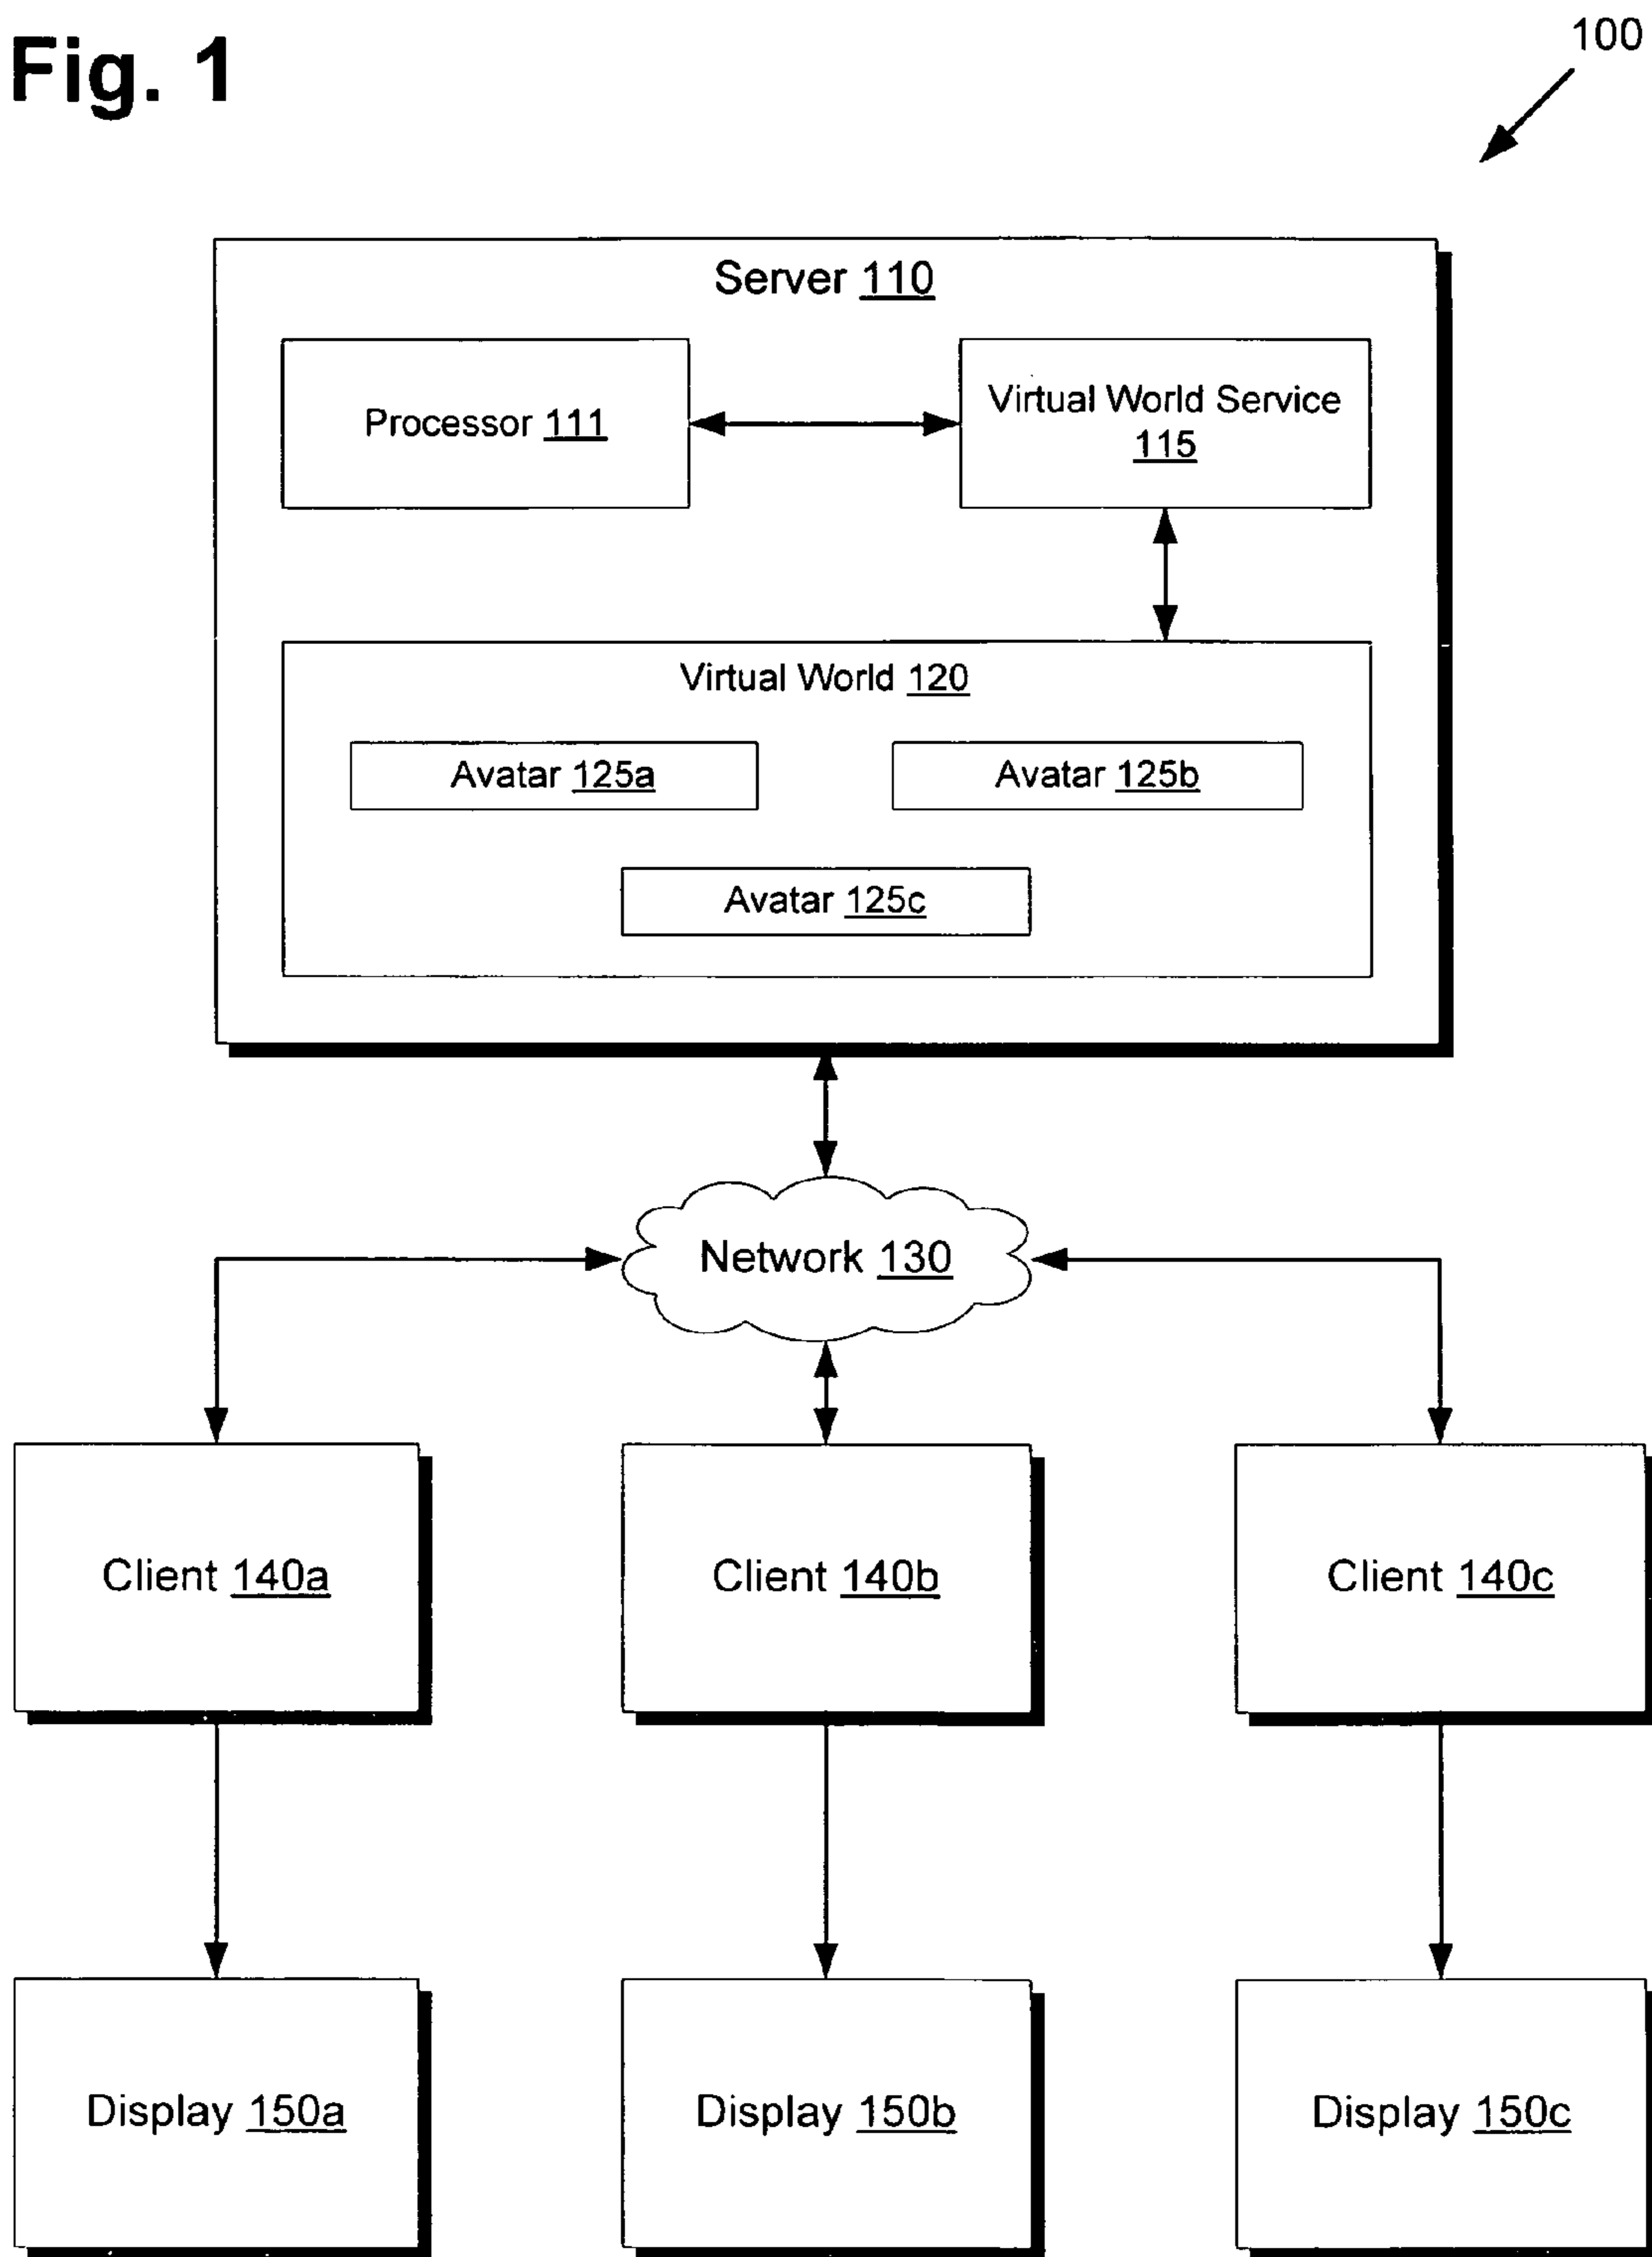 Fig. 1
100
Server 110
Processor 111
Virtual World Service
115
Virtual World 120
Avatar 125a
Avatar 125b
Avatar 125c
Network 130
Client 140a
Client 140b
Client 140c
Display 150a
Display 150b
Display 150c